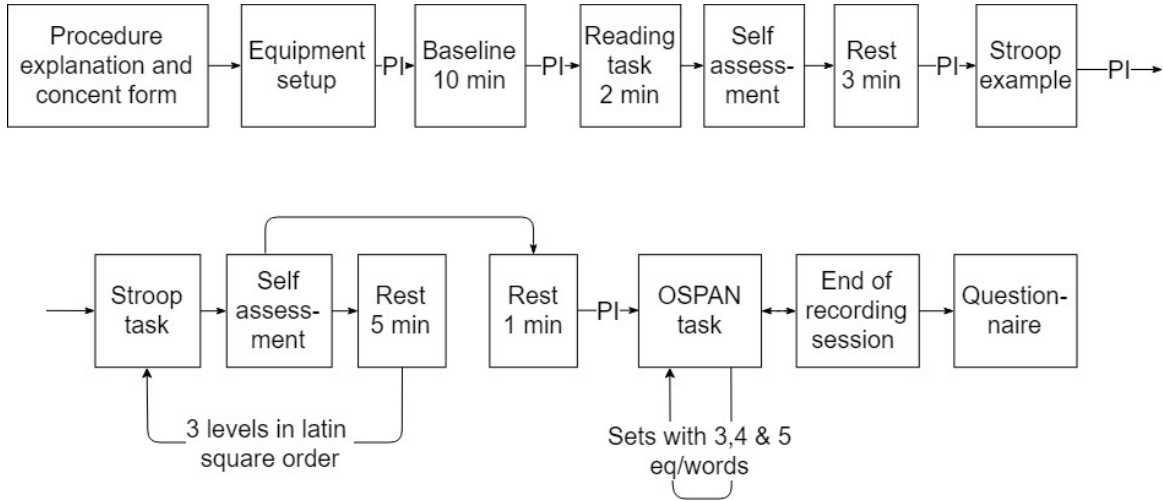 Procedure
explanation and
concent form
Equipment
setup
PI
Baseline
10 min
PI
Reading
task
2 min
Self
assess-
ment
Rest
3 min
PI
Stroop
example
PI
Stroop
task
Self
assess-
ment
Rest
5 min
Rest
1 min
PI
OSPAN
task
End of
recording
session
Question-
naire
3 levels in latin
square order
Sets with 3,4 & 5
eq/words